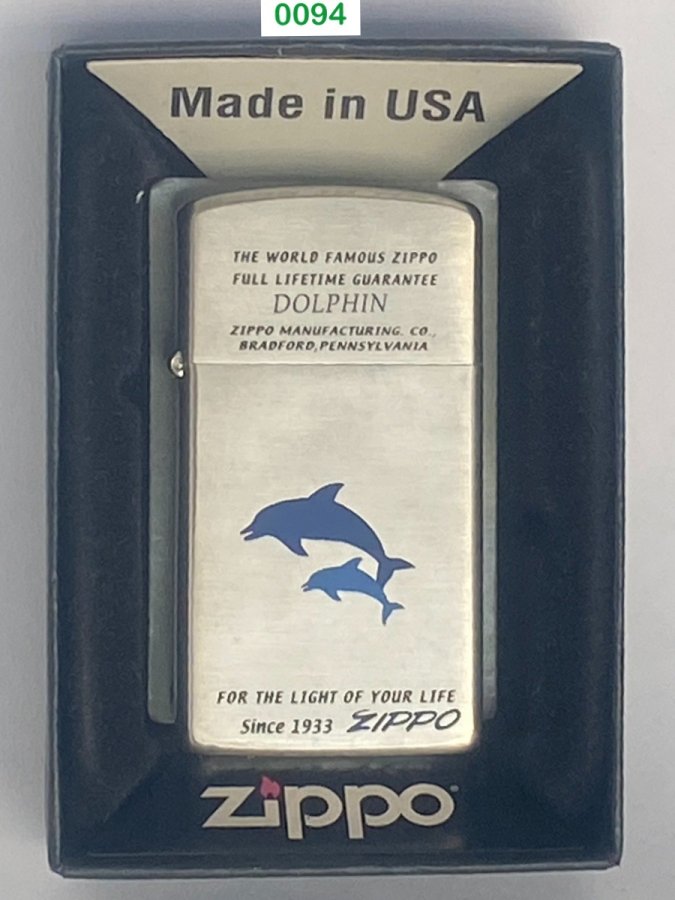 0094
Made in USA
THE WORLD FAMOUS ZIPPO
FULL LIFETIME GUARANTEE
DOLPHIN
ZIPPO MANUFACTURING. CO.,
BRADFORD,PENNSYLVANIA
FOR THE LIGHT OF YOUR LIFE
Since 1933 ZIPPO
zippo